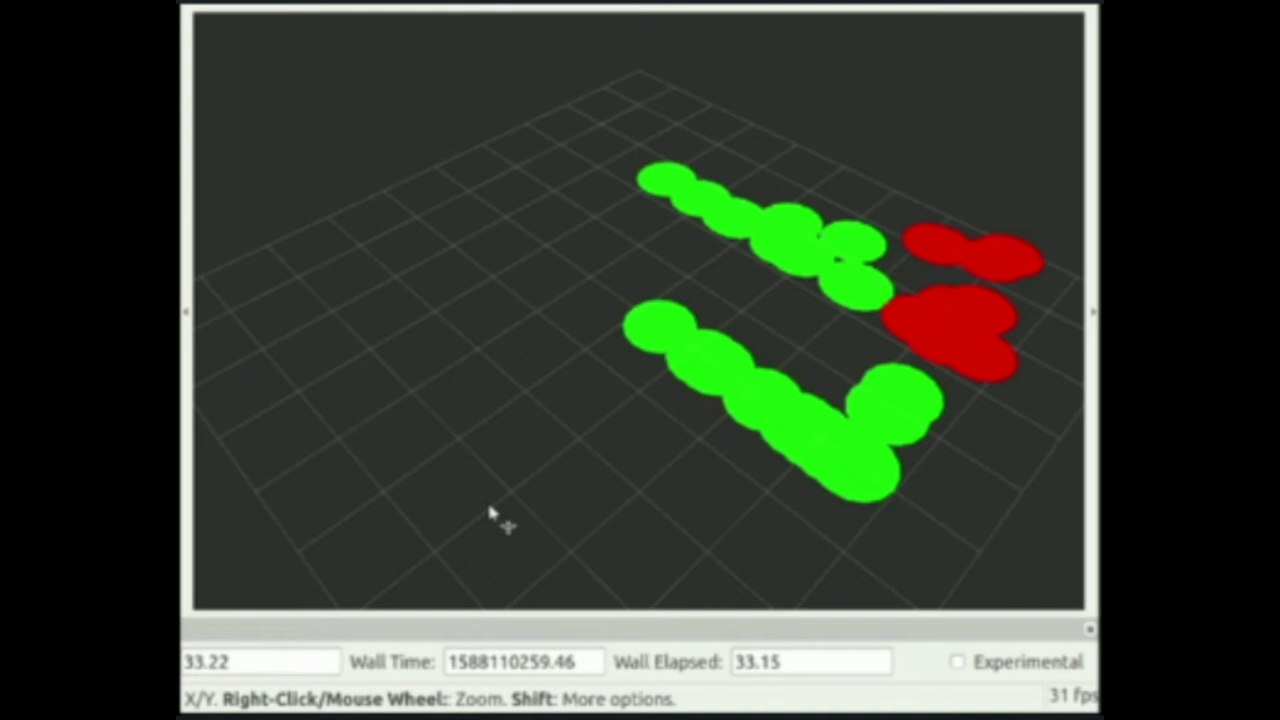 33.22 Wall Time: 1588110259.46 Wall Elapsed: 33.15 Experimental
X/Y. Right-Click/Mouse Wheel:: Zoom. Shift: More options. 31 fps